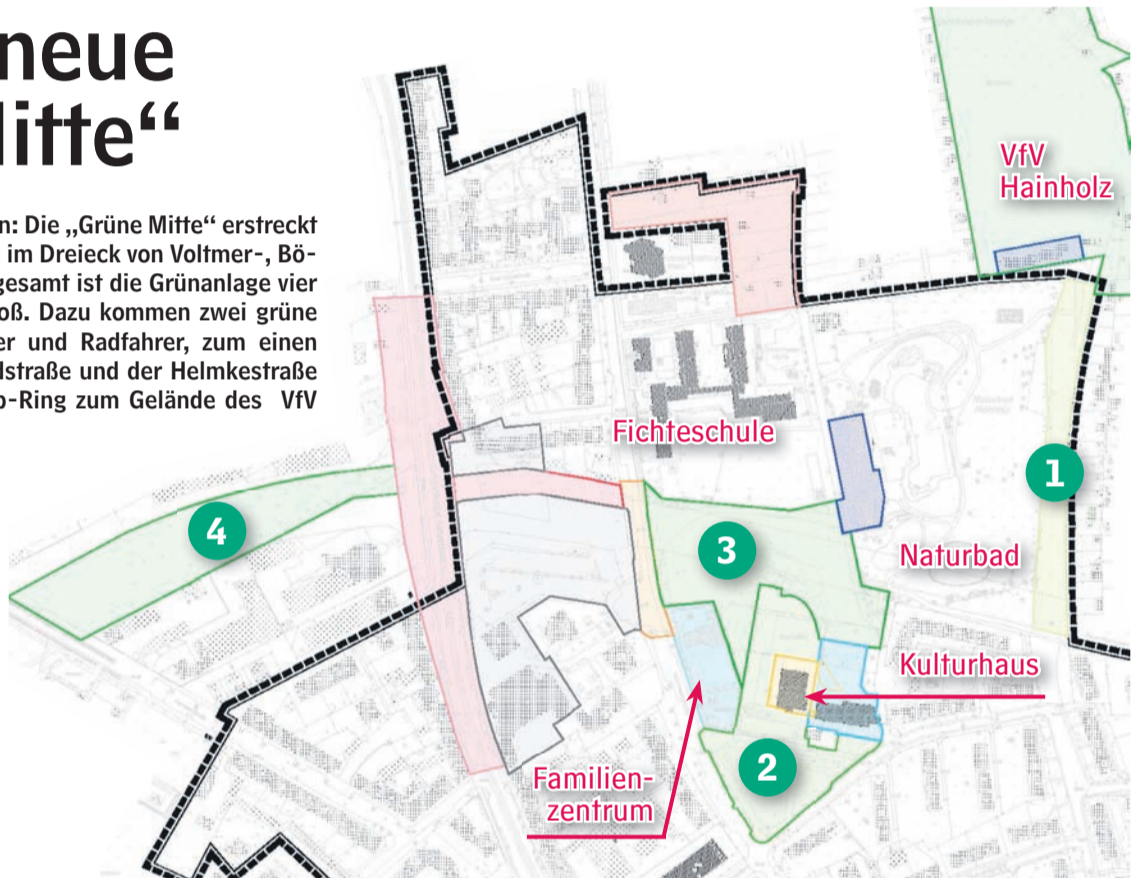 neue
Mitte“
n: Die „Grüne Mitte“ erstreckt
im Dreieck von Voltmer-, Bö-
gesamt ist die Grünanlage vier
oß. Dazu kommen zwei grüne
er und Radfahrer, zum einen
lstraße und der Helmkestraße
o-Ring zum Gelände des VfV
VfV
Hainholz
Fichteschule
1
4
3
Naturbad
Kulturhaus
2
Familien-
zentrum